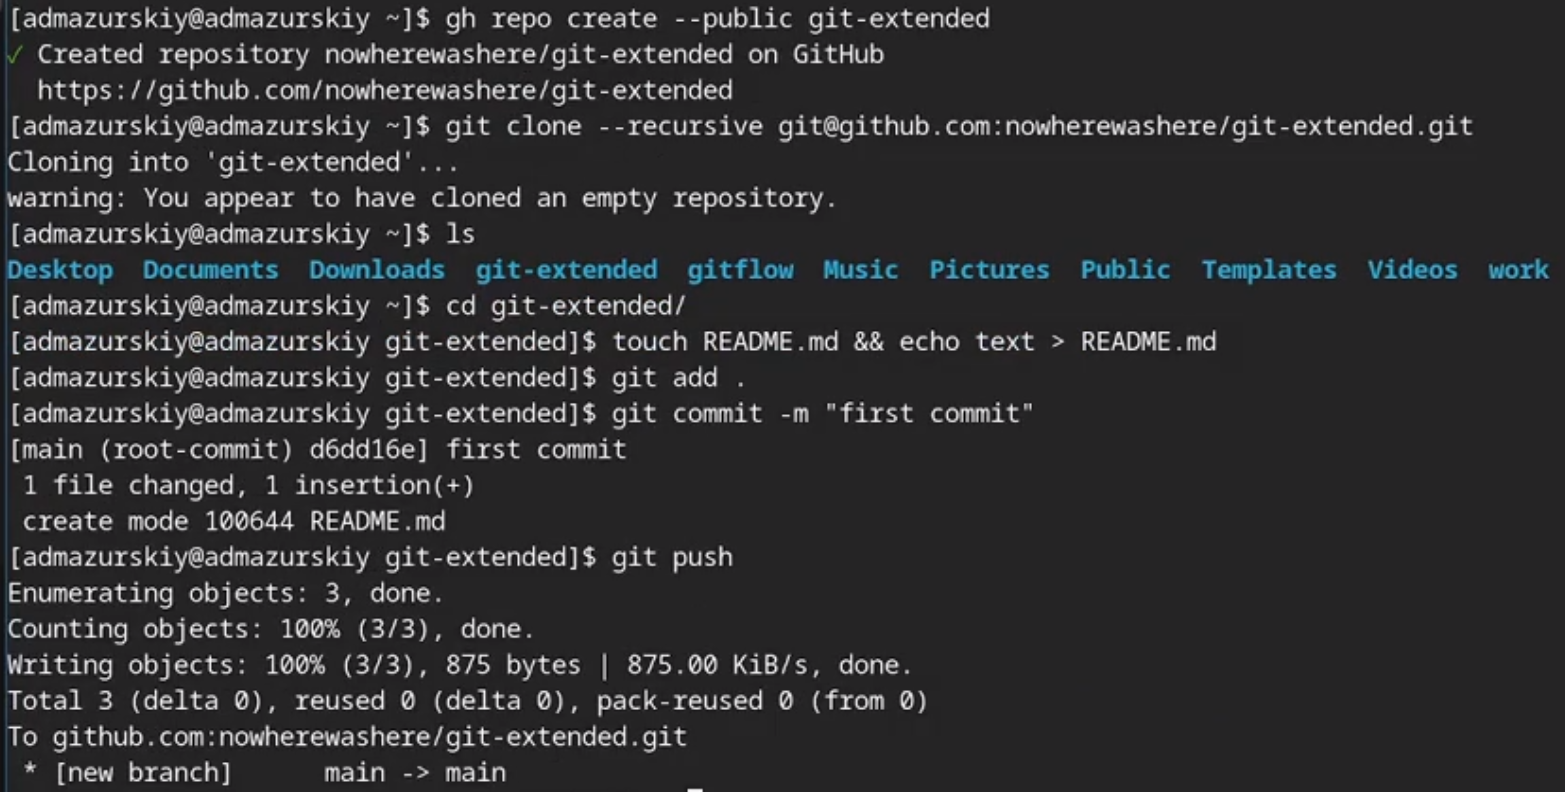 [admazurskiy@admazurskiy ~]$ gh repo create --public git-extended
✓ Created repository nowherewashere/git-extended on GitHub
  https://github.com/nowherewashere/git-extended
[admazurskiy@admazurskiy ~]$ git clone --recursive git@github.com:nowherewashere/git-extended.git
Cloning into 'git-extended'...
warning: You appear to have cloned an empty repository.
[admazurskiy@admazurskiy ~]$ ls
Desktop  Documents  Downloads  git-extended  gitflow  Music  Pictures  Public  Templates  Videos  work
[admazurskiy@admazurskiy ~]$ cd git-extended/
[admazurskiy@admazurskiy git-extended]$ touch README.md && echo text > README.md
[admazurskiy@admazurskiy git-extended]$ git add .
[admazurskiy@admazurskiy git-extended]$ git commit -m "first commit"
[main (root-commit) d6dd16e] first commit
 1 file changed, 1 insertion(+)
 create mode 100644 README.md
[admazurskiy@admazurskiy git-extended]$ git push
Enumerating objects: 3, done.
Counting objects: 100% (3/3), done.
Writing objects: 100% (3/3), 875 bytes | 875.00 KiB/s, done.
Total 3 (delta 0), reused 0 (delta 0), pack-reused 0 (from 0)
To github.com:nowherewashere/git-extended.git
 * [new branch]      main -> main